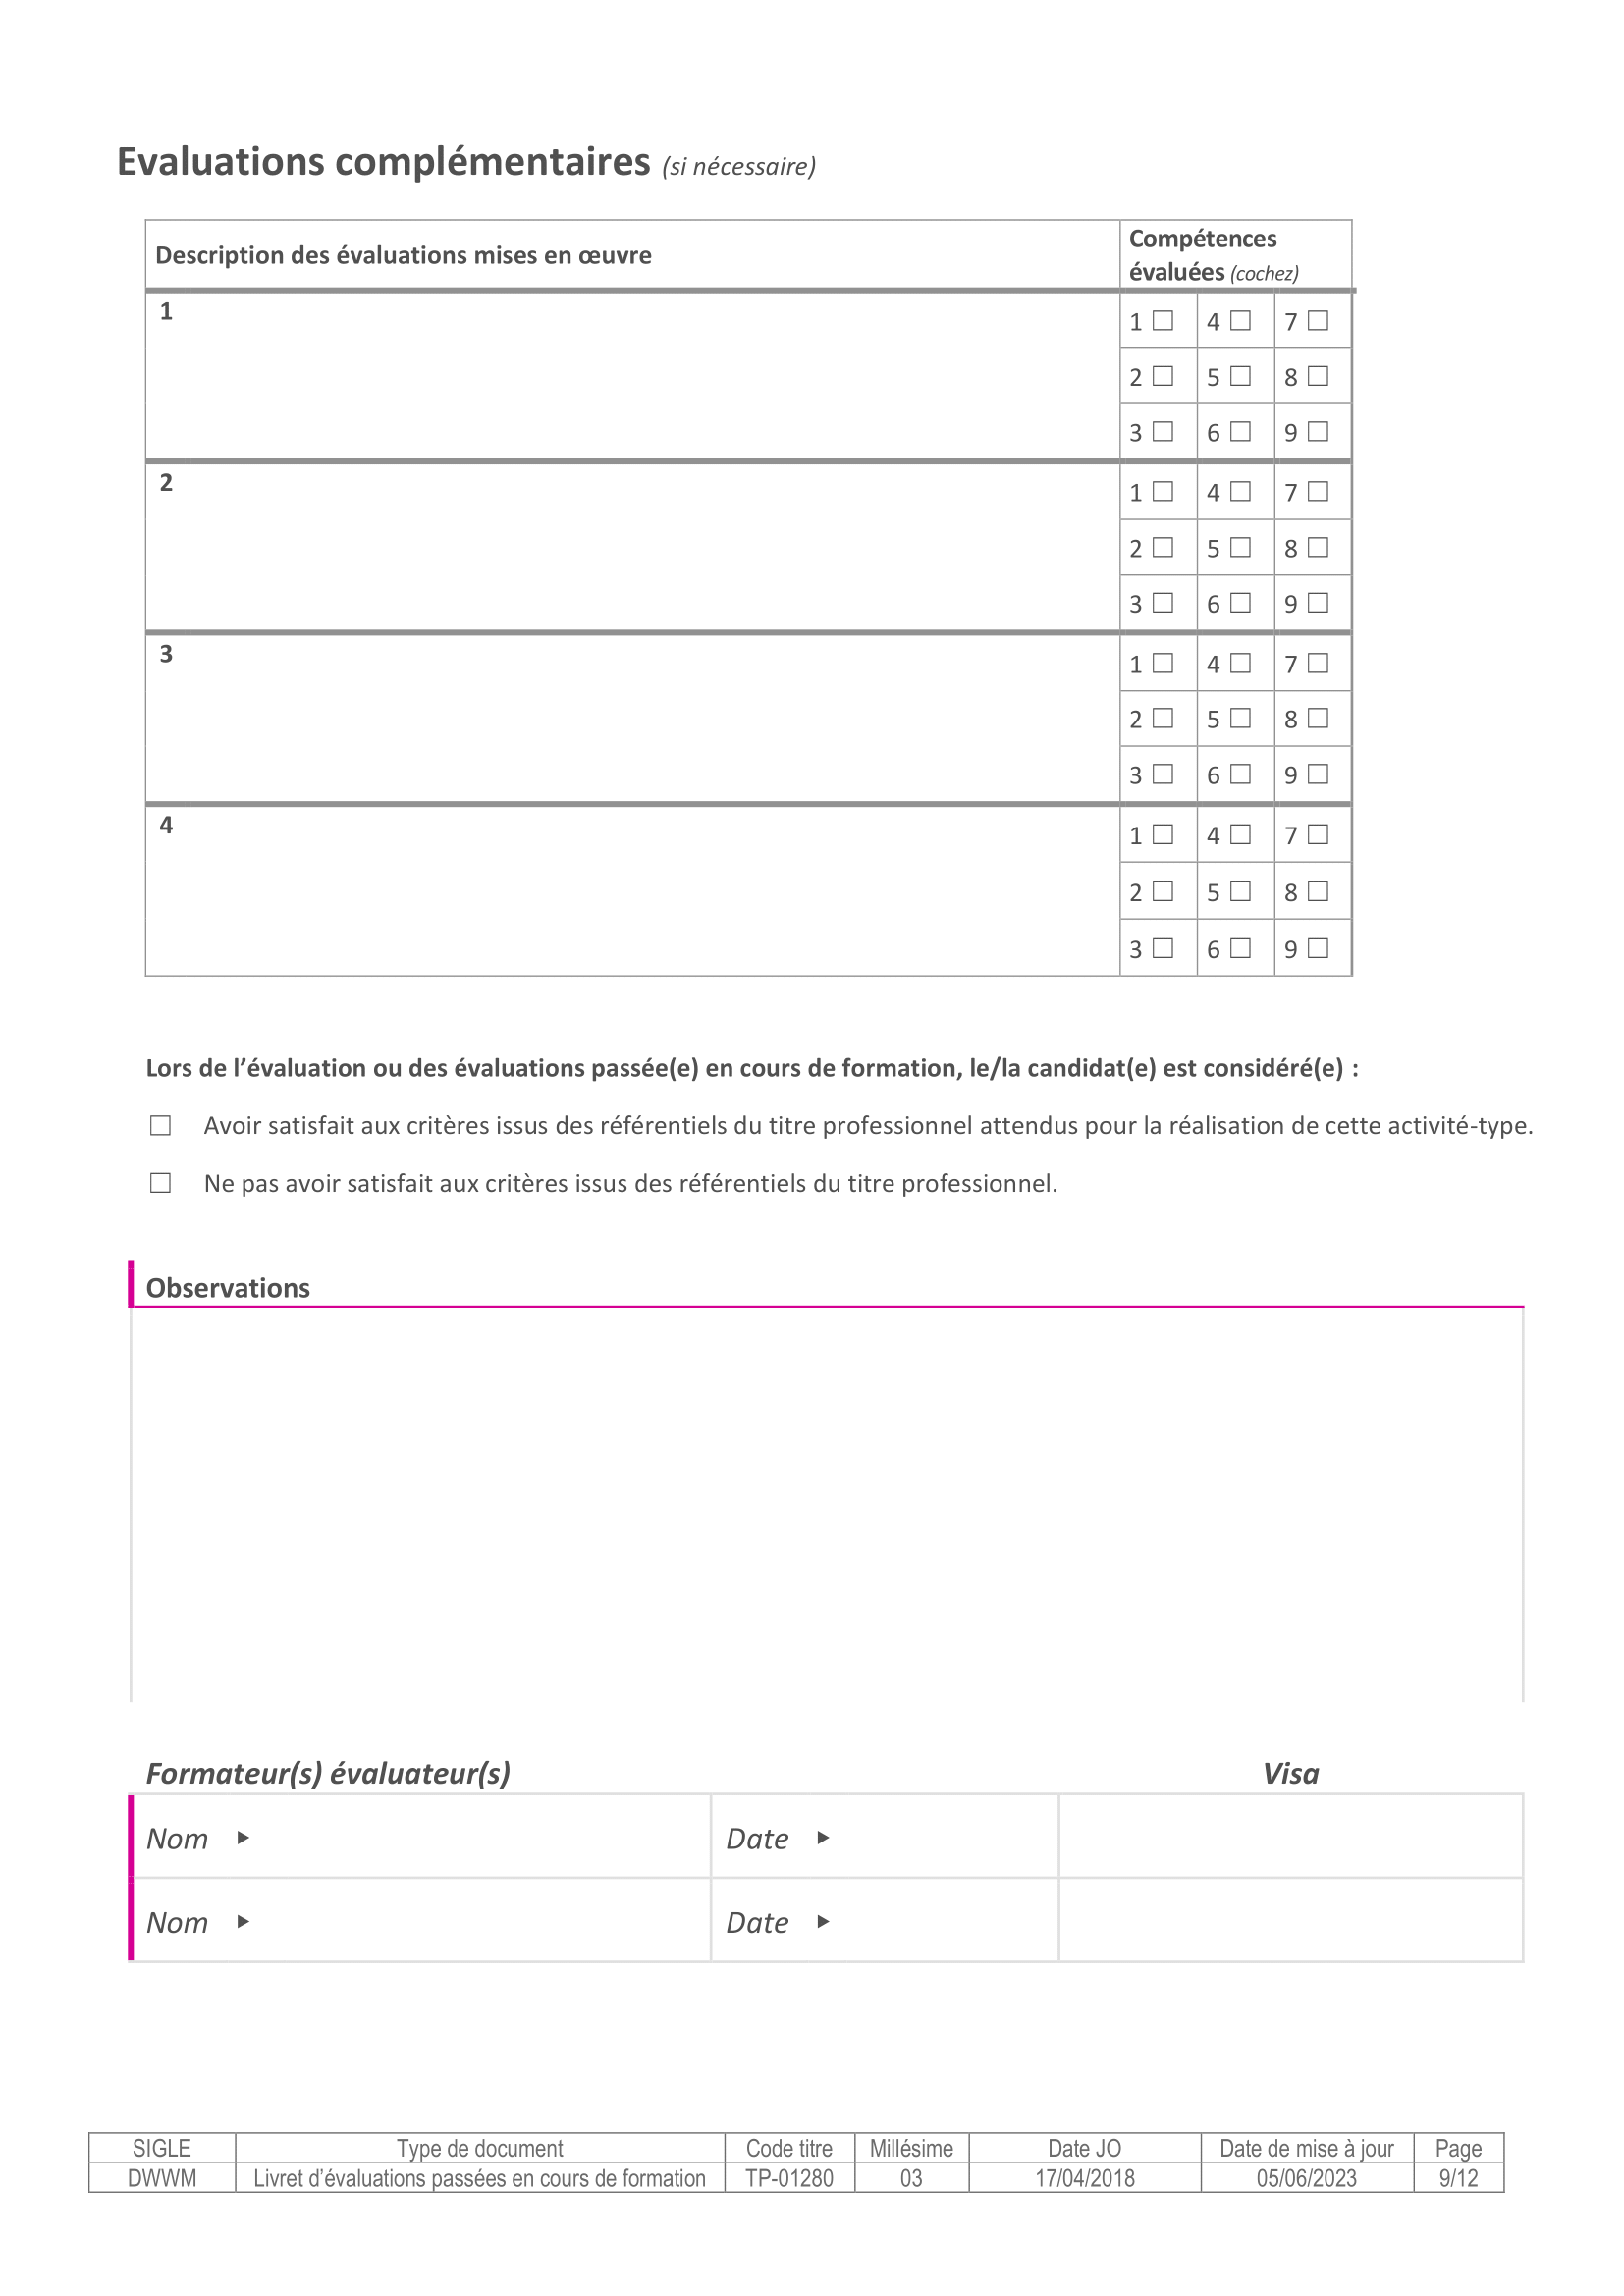 Evaluations complémentaires (si nécessaire)
Description des évaluations mises en œuvre
Compétences
évaluées (cochez)
1
1 ☐ 4 ☐ 7 ☐
2 ☐ 5 ☐ 8 ☐
3 ☐ 6 ☐ 9 ☐
2
1 ☐ 4 ☐ 7 ☐
2 ☐ 5 ☐ 8 ☐
3 ☐ 6 ☐ 9 ☐
3
1 ☐ 4 ☐ 7 ☐
2 ☐ 5 ☐ 8 ☐
3 ☐ 6 ☐ 9 ☐
4
1 ☐ 4 ☐ 7 ☐
2 ☐ 5 ☐ 8 ☐
3 ☐ 6 ☐ 9 ☐
Lors de l’évaluation ou des évaluations passée(e) en cours de formation, le/la candidat(e) est considéré(e) :
☐ Avoir satisfait aux critères issus des référentiels du titre professionnel attendus pour la réalisation de cette activité-type.
☐ Ne pas avoir satisfait aux critères issus des référentiels du titre professionnel.
Observations
Formateur(s) évaluateur(s) Visa
Nom ▶ Date ▶
Nom ▶ Date ▶
SIGLE Type de document Code titre Millésime Date JO Date de mise à jour Page
DWWM Livret d’évaluations passées en cours de formation TP-01280 03 17/04/2018 05/06/2023 9/12